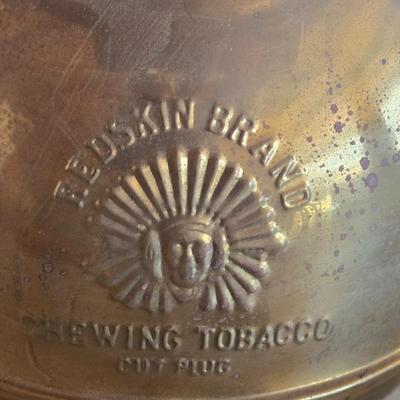 REDSKIN BRAND
CHEWING TOBACCO
CUT PLUG